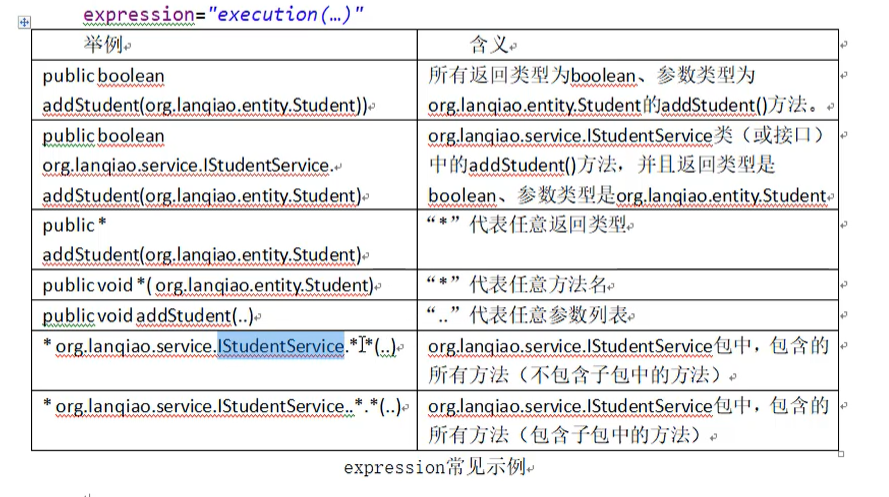 expression="execution(…)"
举例
含义
public boolean
addStudent(org.lanqiao.entity.Student))
所有返回类型为boolean、参数类型为
org.lanqiao.entity.Student的addStudent()方法。
public boolean
org.lanqiao.service.IStudentService.
addStudent(org.lanqiao.entity.Student)
org.lanqiao.service.IStudentService类（或接口）
中的addStudent()方法，并且返回类型是
boolean、参数类型是org.lanqiao.entity.Student
public *
addStudent(org.lanqiao.entity.Student)
“*”代表任意返回类型
public void *( org.lanqiao.entity.Student)
“*”代表任意方法名
public void addStudent(..)
“..”代表任意参数列表
* org.lanqiao.service.IStudentService.*.*(..)
org.lanqiao.service.IStudentService包中，包含的
所有方法（不包含子包中的方法）
* org.lanqiao.service.IStudentService..*.*(..)
org.lanqiao.service.IStudentService包中，包含的
所有方法（包含子包中的方法）
expression常见示例